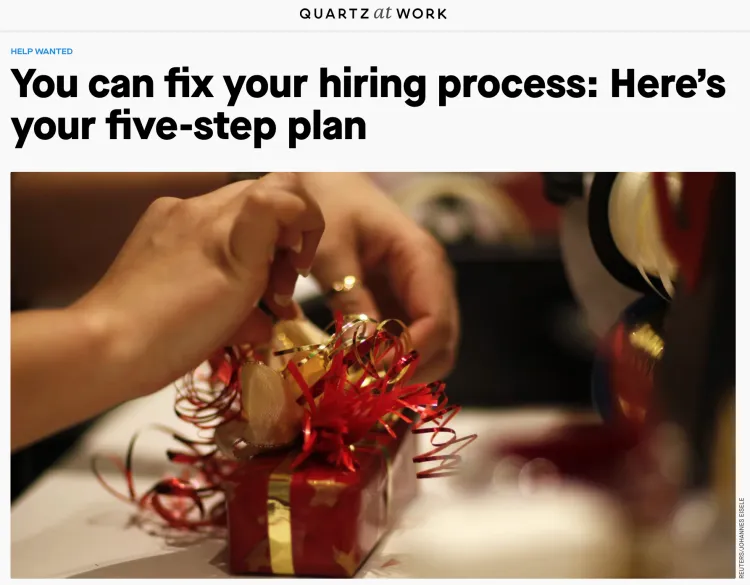 QUARTZ at WORK
HELP WANTED
You can fix your hiring process: Here’s
your five-step plan
REUTERS/JOHANNES EISELE